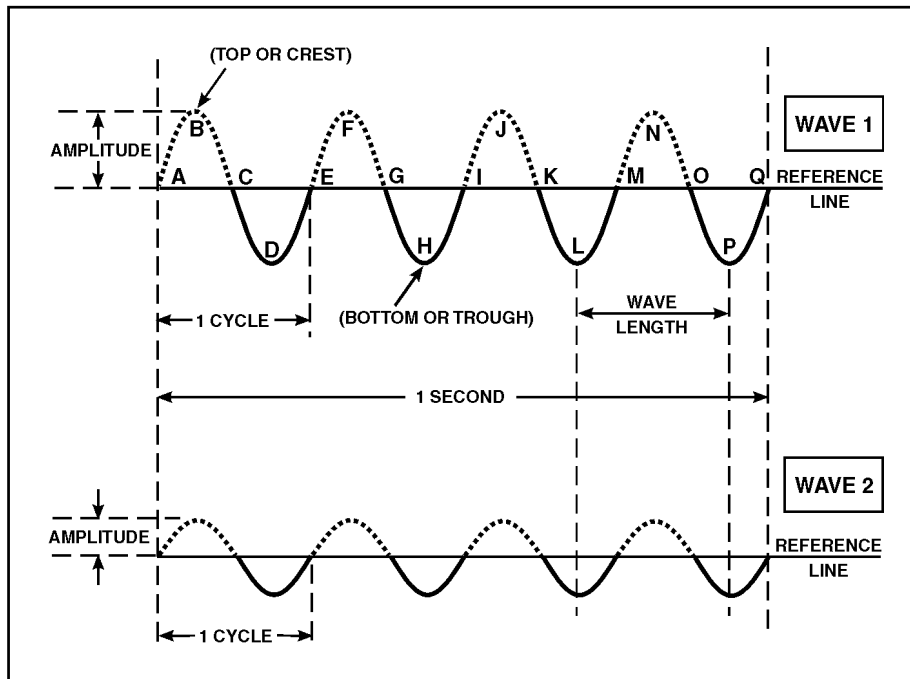 (TOP OR CREST)
B F J N
WAVE 1
AMPLITUDE
A C E G I K M O Q
REFERENCE
LINE
D H L P
1 CYCLE
(BOTTOM OR TROUGH)
WAVE
LENGTH
1 SECOND
WAVE 2
AMPLITUDE
REFERENCE
LINE
1 CYCLE